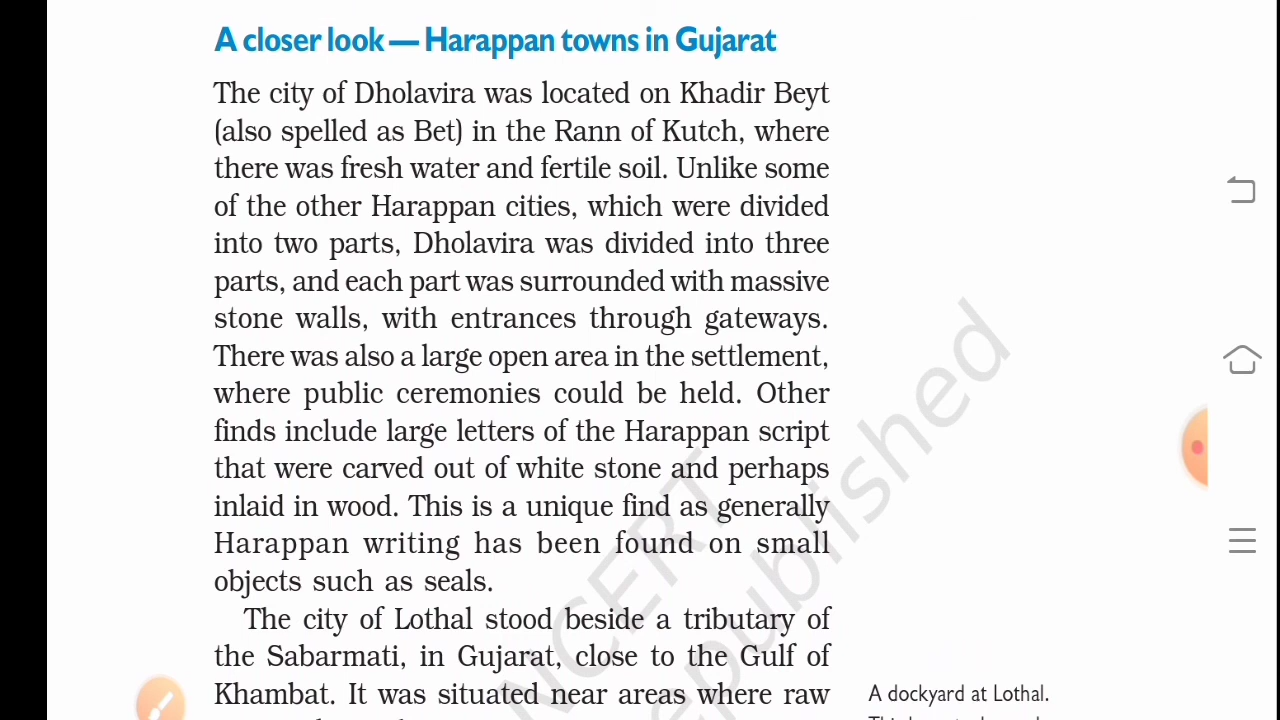 A closer look — Harappan towns in Gujarat
The city of Dholavira was located on Khadir Beyt
(also spelled as Bet) in the Rann of Kutch, where
there was fresh water and fertile soil. Unlike some
of the other Harappan cities, which were divided
into two parts, Dholavira was divided into three
parts, and each part was surrounded with massive
stone walls, with entrances through gateways.
There was also a large open area in the settlement,
where public ceremonies could be held. Other
finds include large letters of the Harappan script
that were carved out of white stone and perhaps
inlaid in wood. This is a unique find as generally
Harappan writing has been found on small
objects such as seals.
The city of Lothal stood beside a tributary of
the Sabarmati, in Gujarat, close to the Gulf of
Khambat. It was situated near areas where raw
A dockyard at Lothal.
NCERT
republished